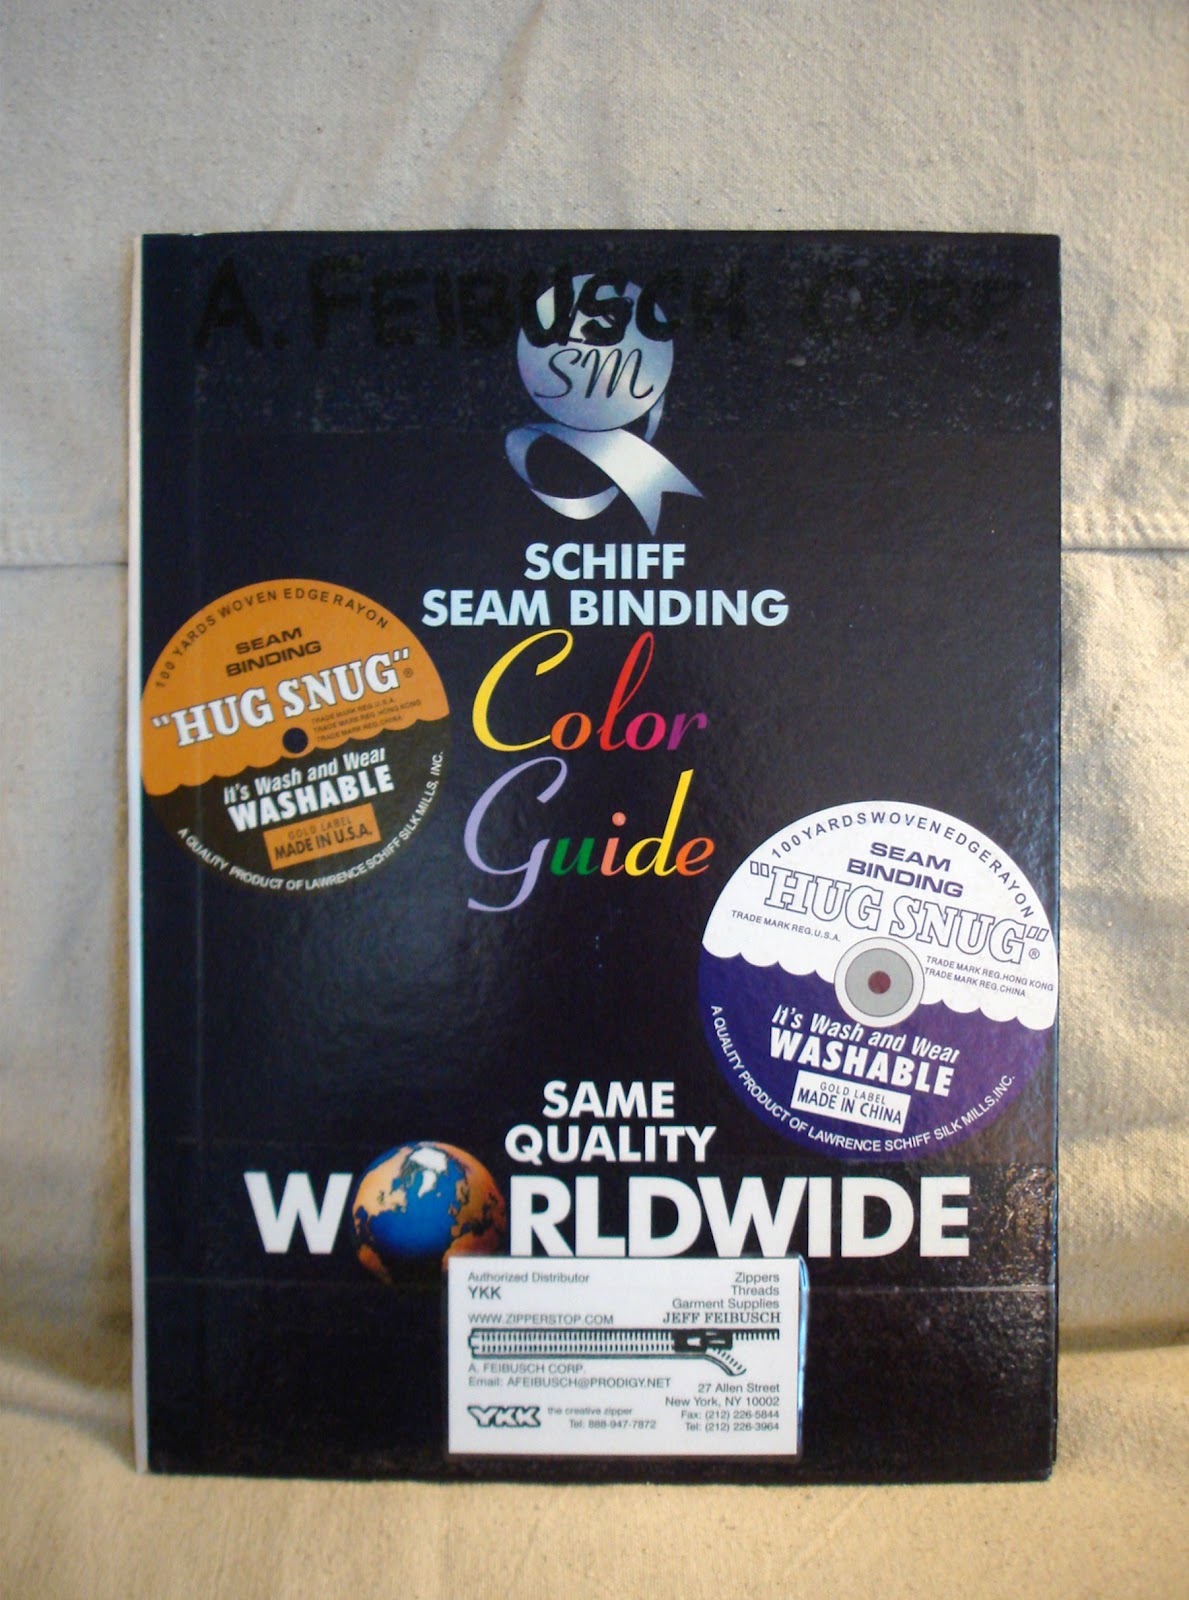 A. FEIBUSCH CORP.
SM
SCHIFF
SEAM BINDING
Color
Guide
100 YARDS WOVEN EDGE RAYON
SEAM
BINDING
"HUG SNUG"®
TRADE MARK REG. U.S.A.
TRADE MARK REG. HONG KONG
TRADE MARK REG. CHINA
It's Wash and Wear
WASHABLE
GOLD LABEL
MADE IN U.S.A.
A QUALITY PRODUCT OF LAWRENCE SCHIFF SILK MILLS, INC.
100 YARDS WOVEN EDGE RAYON
SEAM
BINDING
"HUG SNUG"®
TRADE MARK REG. U.S.A.
TRADE MARK REG. HONG KONG
TRADE MARK REG. CHINA
It's Wash and Wear
WASHABLE
GOLD LABEL
MADE IN CHINA
A QUALITY PRODUCT OF LAWRENCE SCHIFF SILK MILLS, INC.
SAME
QUALITY
WORLDWIDE
Authorized Distributor
YKK
Zippers
Threads
Garment Supplies
WWW.ZIPPERSTOP.COM
JEFF FEIBUSCH
A. FEIBUSCH CORP.
Email: AFEIBUSCH@PRODIGY.NET
27 Allen Street
New York, NY 10002
YKK the creative zipper
Fax: (212) 226-5844
Tel: 888-947-7872
Tel: (212) 226-3964